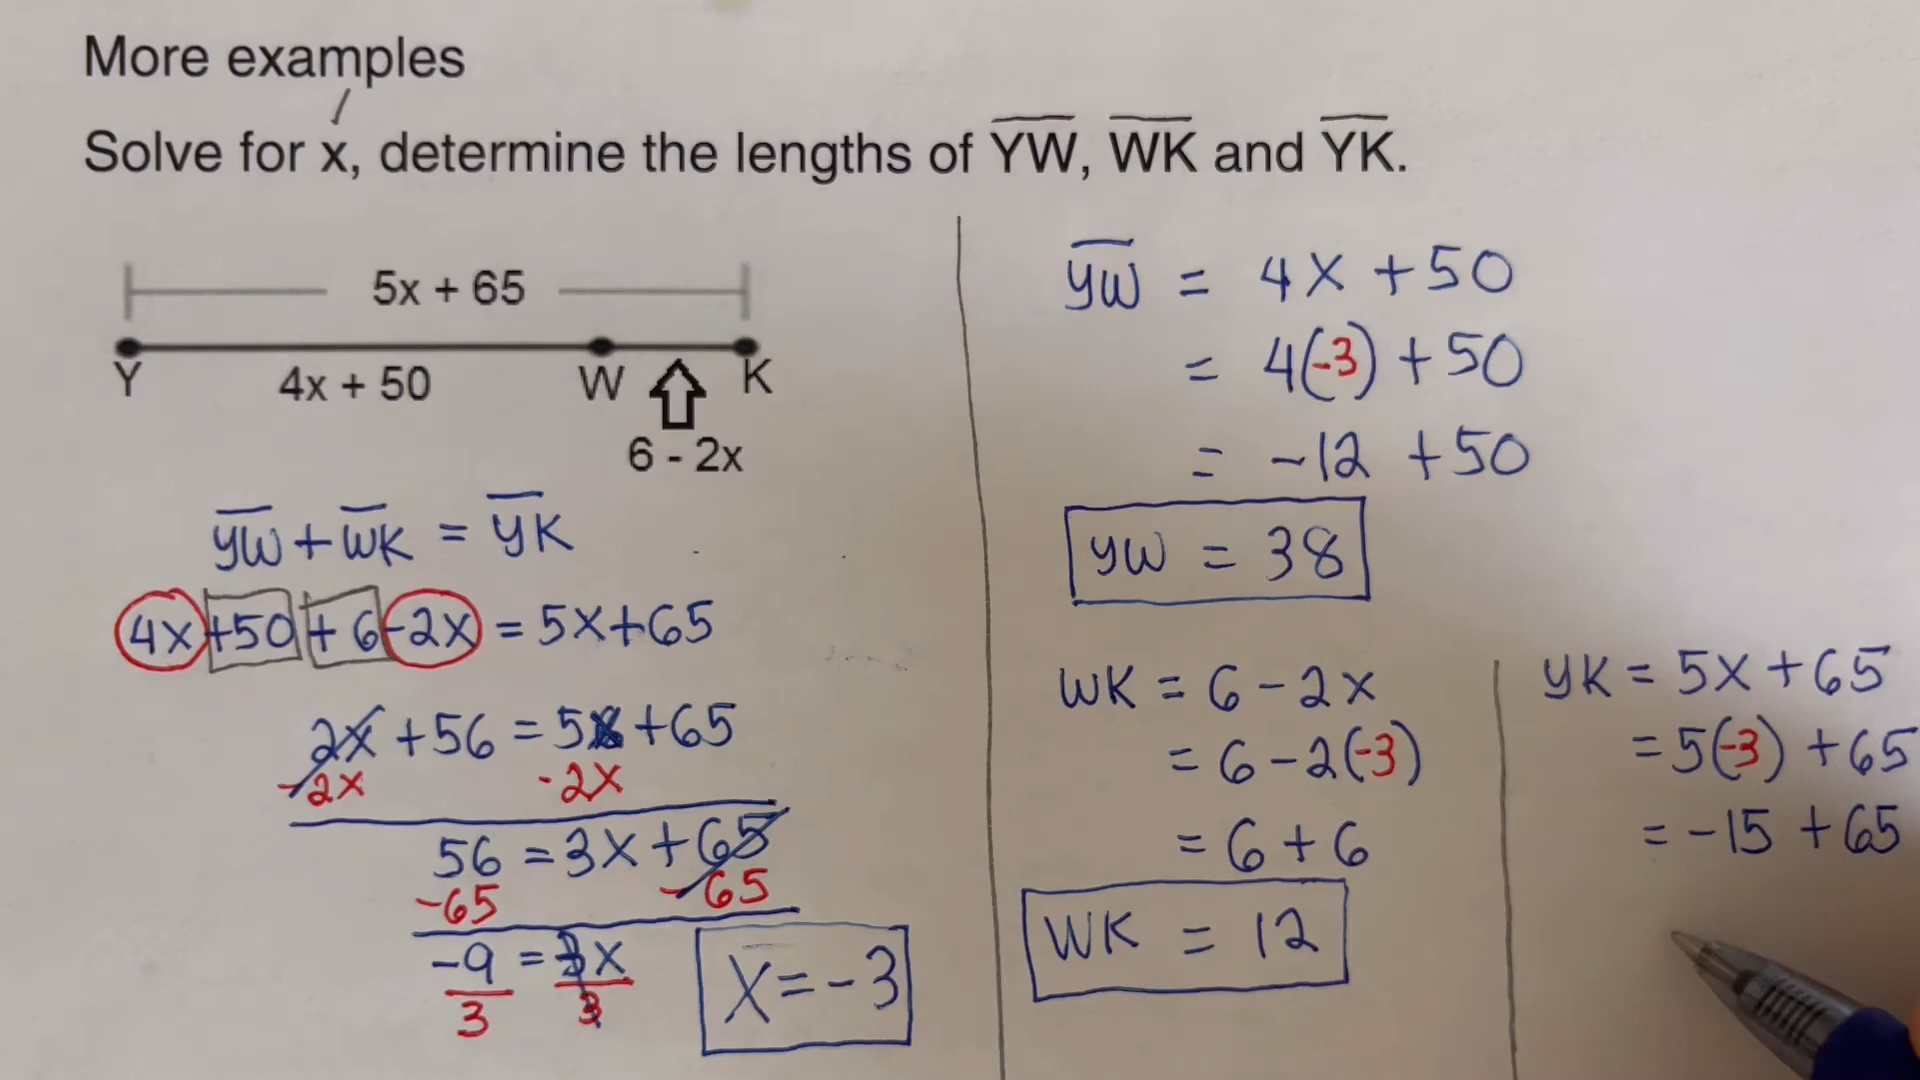 More examples
Solve for x, determine the lengths of YW, WK and YK.
5x + 65
Y 4x + 50 W K
6 - 2x
YW + WK = YK
4x +50 + 6 -2x = 5x+65
2x +56 = 5x +65
-2x -2x
56 = 3x +65
-65 -65
-9 = 3x
3 3
x = -3
YW = 4x +50
= 4(-3) +50
= -12 +50
YW = 38
WK = 6 - 2x
= 6 - 2(-3)
= 6 + 6
WK = 12
YK = 5x +65
= 5(-3) +65
= -15 +65